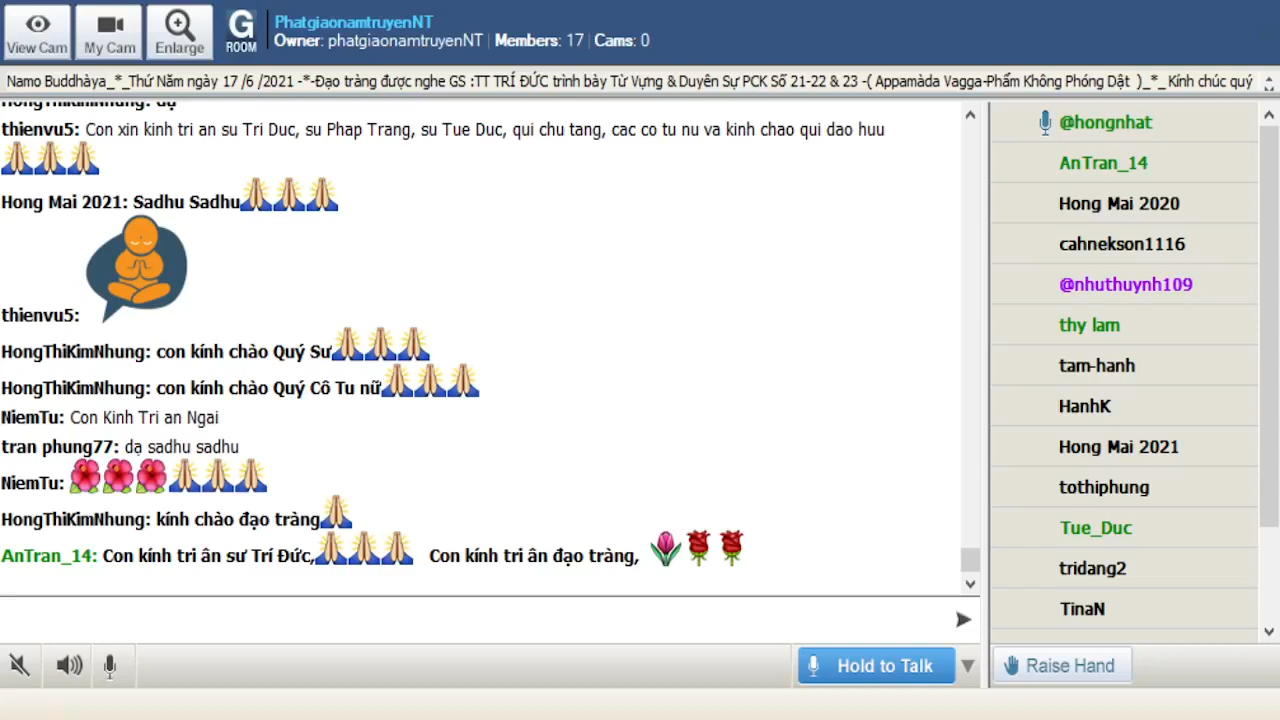 View Cam
My Cam
Enlarge
G
ROOM
PhatgiaonamtruyenNT
Owner: phatgiaonamtruyenNT | Members: 17 | Cams: 0
Namo Buddhàya_*_Thứ Năm ngày 17 /6 /2021 -*-Đạo tràng được nghe GS :TT TRÍ ĐỨC trình bày Từ Vựng & Duyên Sự PCK Số 21-22 & 23 -( Appamàda Vagga-Phẩm Không Phóng Dật )_*_ Kính chúc quý
HongThiKimNhung: dạ
thienvu5: Con xin kinh tri an su Tri Duc, su Phap Trang, su Tue Duc, qui chu tang, cac co tu nu va kinh chao qui dao huu
Hong Mai 2021: Sadhu Sadhu
thienvu5:
HongThiKimNhung: con kính chào Quý Sư
HongThiKimNhung: con kính chào Quý Cô Tu nữ
NiemTu: Con Kinh Tri an Ngai
tran phung77: dạ sadhu sadhu
NiemTu:
HongThiKimNhung: kính chào đạo tràng
AnTran_14: Con kính tri ân sư Trí Đức, Con kính tri ân đạo tràng,
@hongnhat
AnTran_14
Hong Mai 2020
cahnekson1116
@nhuthuynh109
thy lam
tam-hanh
HanhK
Hong Mai 2021
tothiphung
Tue_Duc
tridang2
TinaN
Hold to Talk
Raise Hand